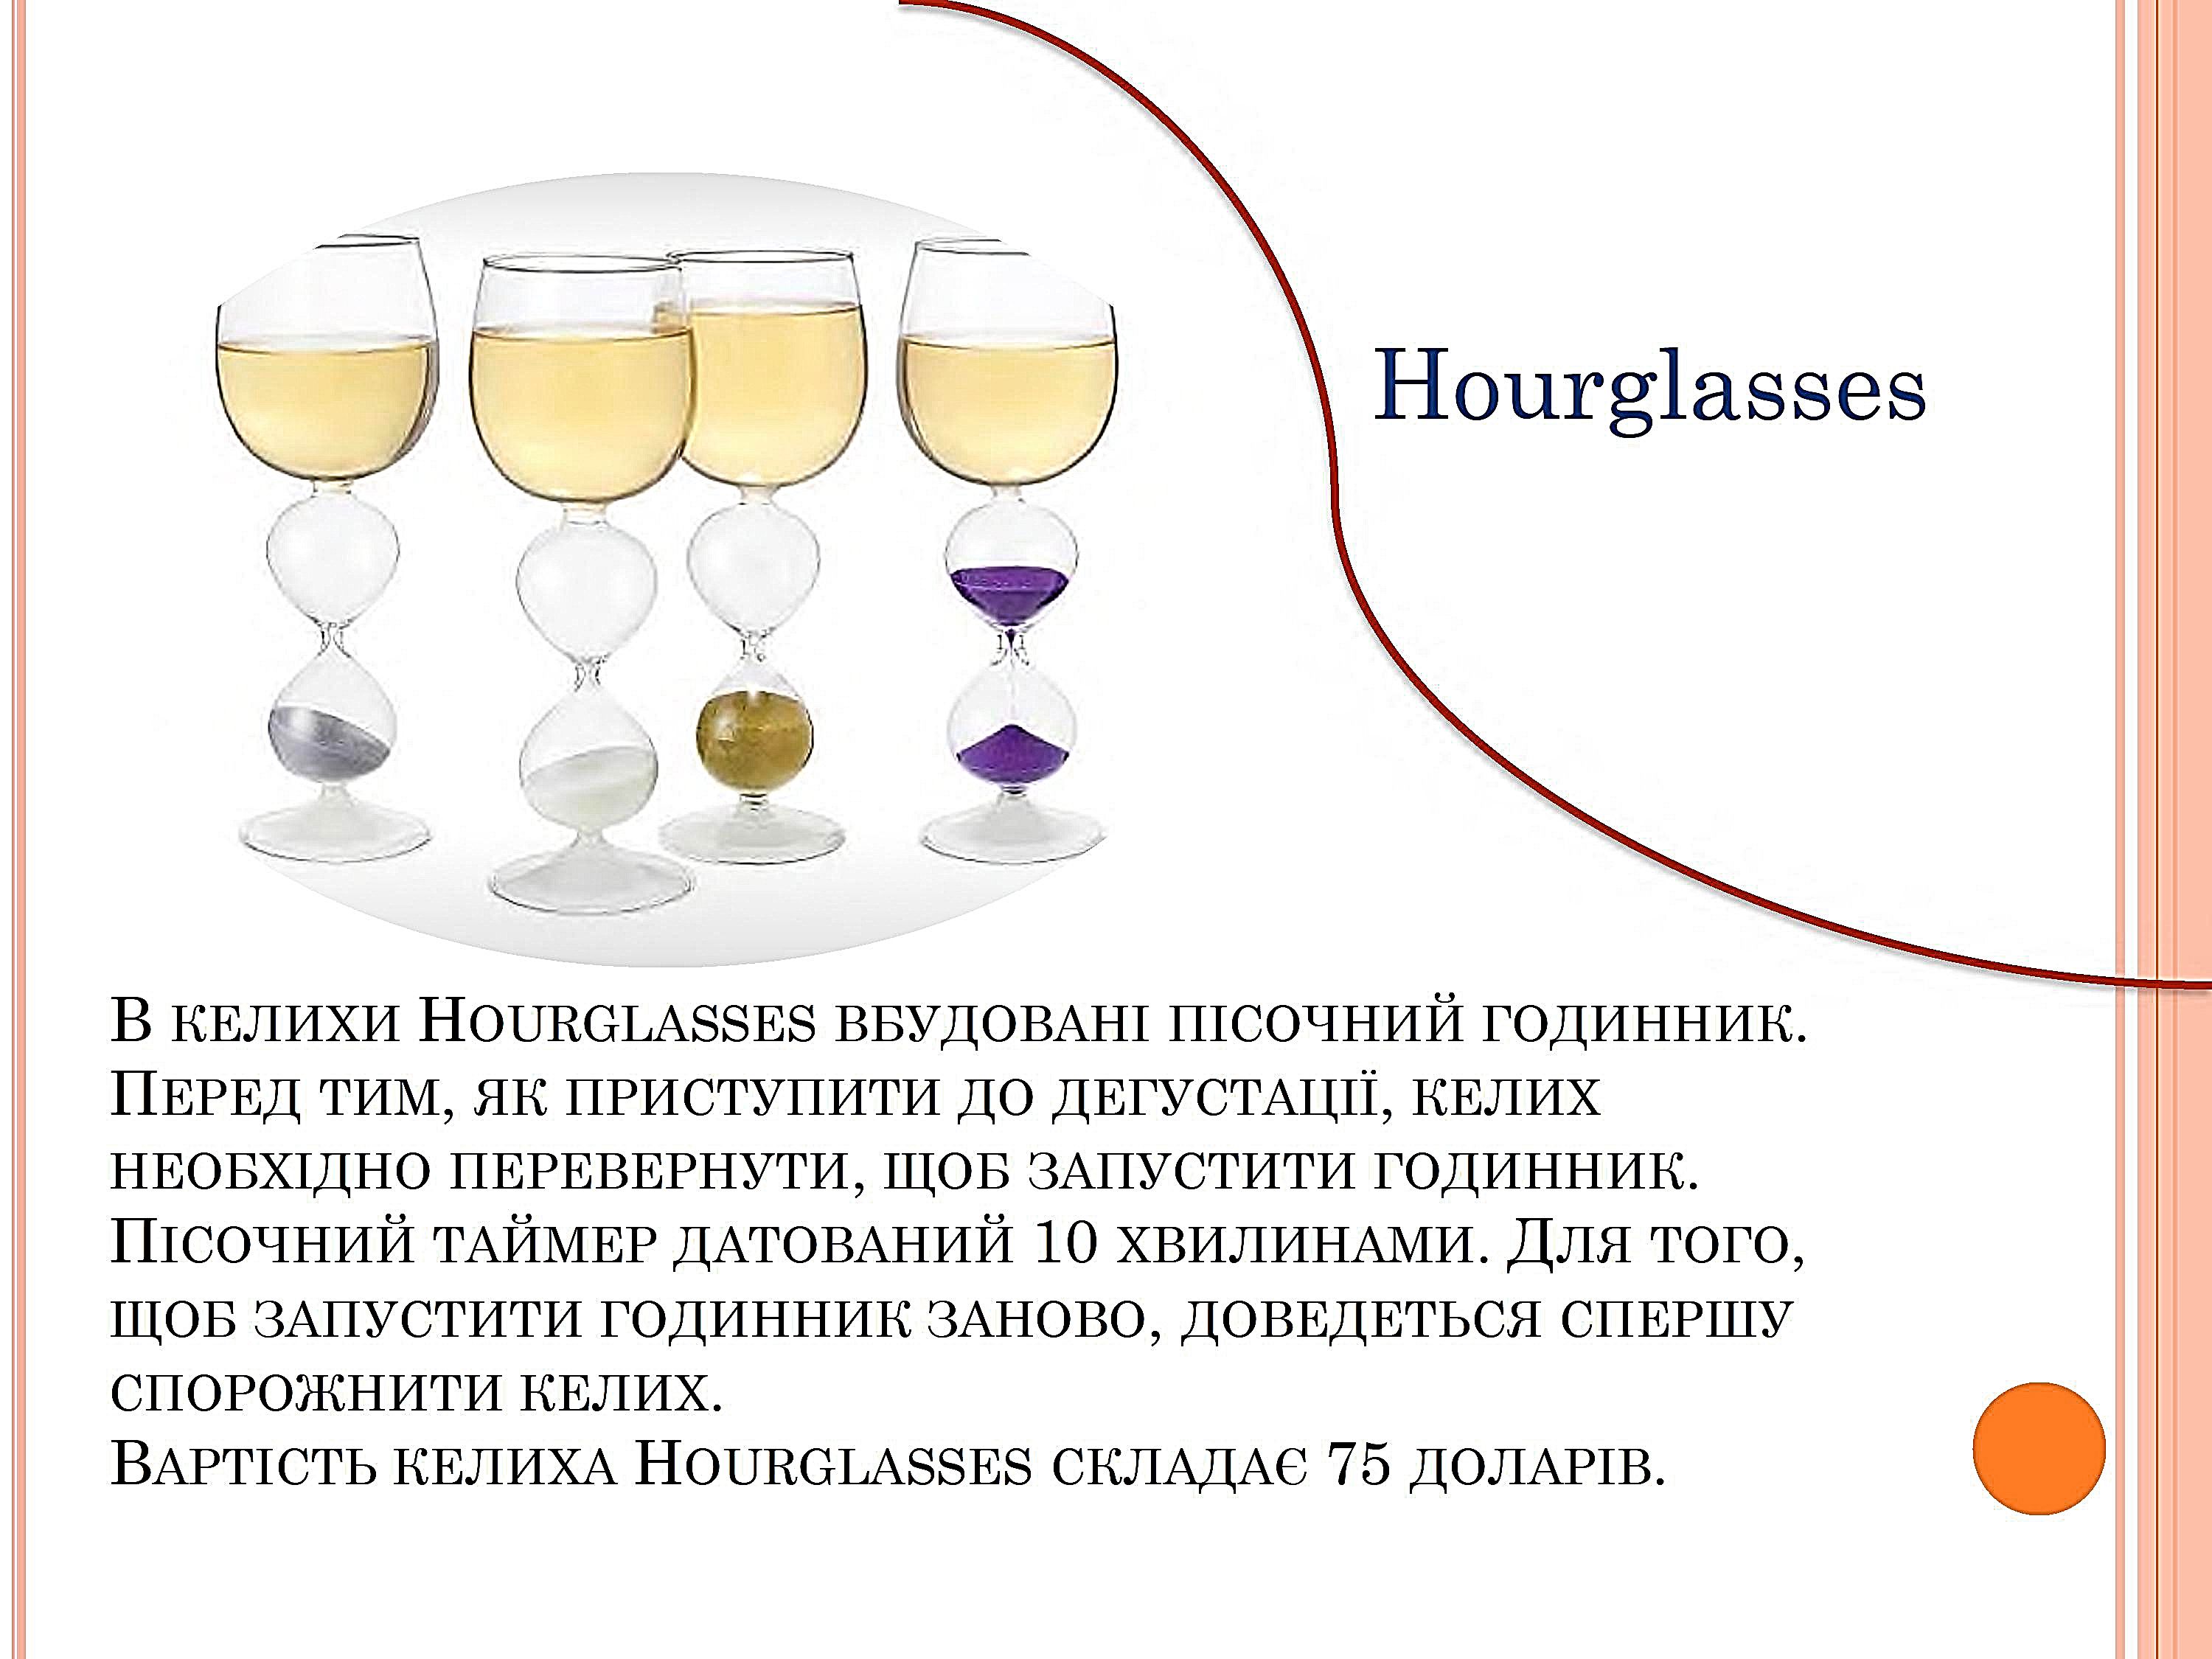 Hourglasses
В келихи Hourglasses вбудовані пісочний годинник.
Перед тим, як приступити до дегустації, келих
необхідно перевернути, щоб запустити годинник.
Пісочний таймер датований 10 хвилинами. Для того,
щоб запустити годинник заново, доведеться спершу
спорожнити келих.
Вартість келиха Hourglasses складає 75 доларів.